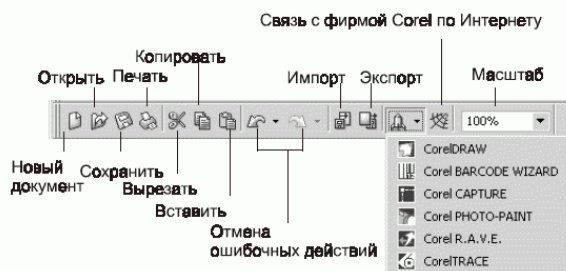 Связь с фирмой Corel по Интернету
Копировать
Открыть Печать
Импорт Экспорт
Масштаб
100%
Новый
документ
Сохранить
Вырезать
Вставить
Отмена
ошибочных действий
CorelDRAW
Corel BARCODE WIZARD
Corel CAPTURE
Corel PHOTO-PAINT
Corel R.A.V.E.
CorelTRACE